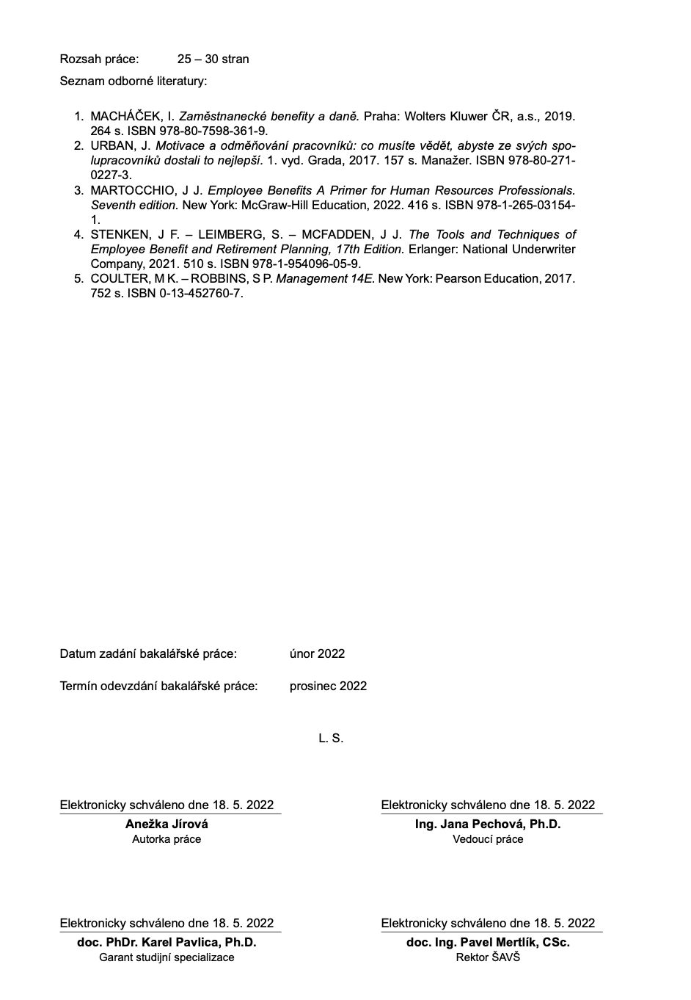 Rozsah práce: 25 – 30 stran
Seznam odborné literatury:
1. MACHÁČEK, I. Zaměstnanecké benefity a daně. Praha: Wolters Kluwer ČR, a.s., 2019.
264 s. ISBN 978-80-7598-361-9.
2. URBAN, J. Motivace a odměňování pracovníků: co musíte vědět, abyste ze svých spo-
lupracovníků dostali to nejlepší. 1. vyd. Grada, 2017. 157 s. Manažer. ISBN 978-80-271-
0227-3.
3. MARTOCCHIO, J J. Employee Benefits A Primer for Human Resources Professionals.
Seventh edition. New York: McGraw-Hill Education, 2022. 416 s. ISBN 978-1-265-03154-
1.
4. STENKEN, J F. – LEIMBERG, S. – MCFADDEN, J J. The Tools and Techniques of
Employee Benefit and Retirement Planning, 17th Edition. Erlanger: National Underwriter
Company, 2021. 510 s. ISBN 978-1-954096-05-9.
5. COULTER, M K. – ROBBINS, S P. Management 14E. New York: Pearson Education, 2017.
752 s. ISBN 0-13-452760-7.
Datum zadání bakalářské práce: únor 2022
Termín odevzdání bakalářské práce: prosinec 2022
L. S.
Elektronicky schváleno dne 18. 5. 2022 Elektronicky schváleno dne 18. 5. 2022
Anežka Jírová Ing. Jana Pechová, Ph.D.
Autorka práce Vedoucí práce
Elektronicky schváleno dne 18. 5. 2022 Elektronicky schváleno dne 18. 5. 2022
doc. PhDr. Karel Pavlica, Ph.D. doc. Ing. Pavel Mertlík, CSc.
Garant studijní specializace Rektor ŠAVŠ